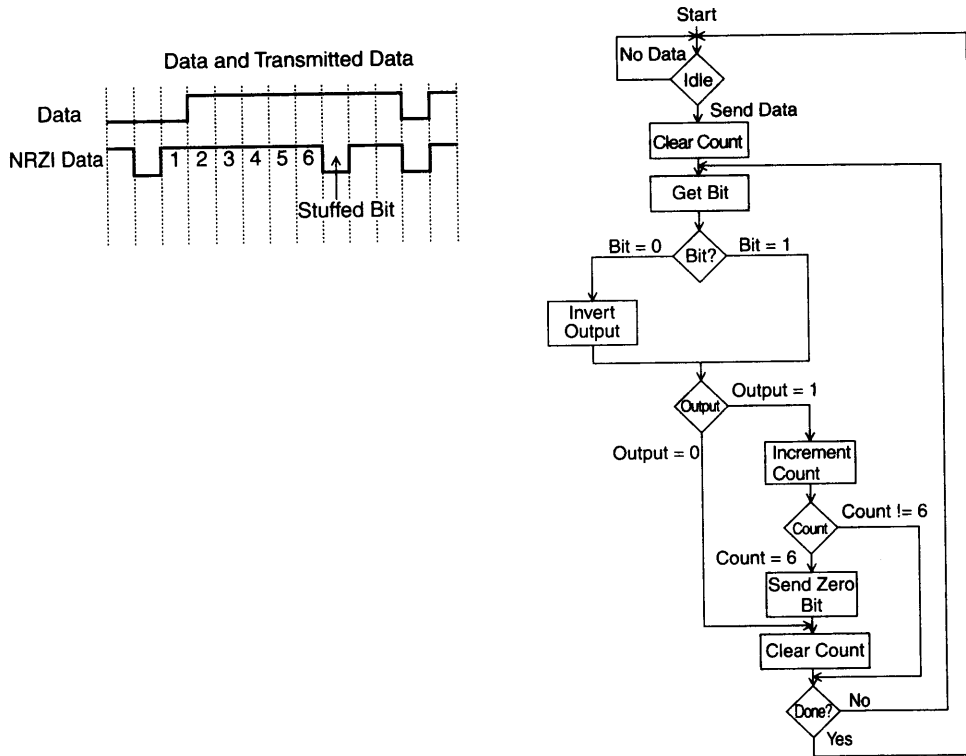 Data and Transmitted Data
Data
NRZI Data
1 2 3 4 5 6
Stuffed Bit
Start
No Data
Idle
Send Data
Clear Count
Get Bit
Bit = 0
Bit?
Bit = 1
Invert
Output
Output
Output = 1
Output = 0
Increment
Count
Count
Count != 6
Count = 6
Send Zero
Bit
Clear Count
Done?
No
Yes